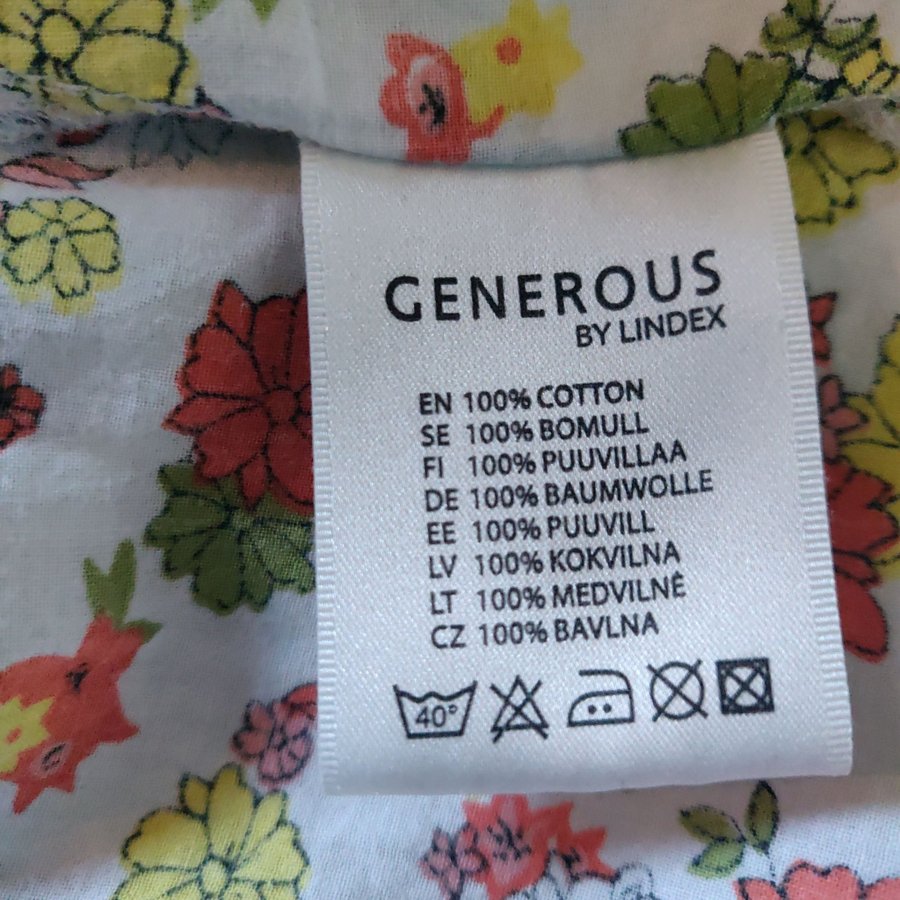 GENEROUS
BY LINDEX
EN 100% COTTON
SE 100% BOMULL
FI 100% PUUVILLAA
DE 100% BAUMWOLLE
EE 100% PUUVILL
LV 100% KOKVILNA
LT 100% MEDVILNĖ
CZ 100% BAVLNA
40°